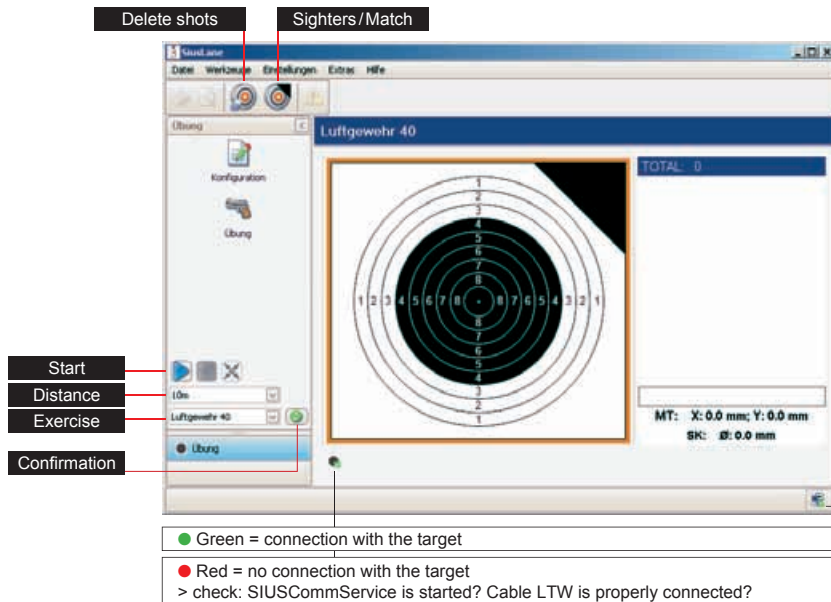 Delete shots
Sighters/Match
SiusLane
Datei Werkzeuge Einstellungen Extras Hilfe
Übung
Luftgewehr 40
Konfiguration
Übung
TOTAL: 0
1
2
3
4
5
6
7
8
1 2 3 4 5 6 7 8 8 7 6 5 4 3 2 1
8
7
6
5
4
3
2
1
Start
Distance
10m
Exercise
Luftgewehr 40
MT: X: 0.0 mm; Y: 0.0 mm
SK: Ø: 0.0 mm
Übung
Confirmation
Green = connection with the target
Red = no connection with the target
> check: SIUSCommService is started? Cable LTW is properly connected?